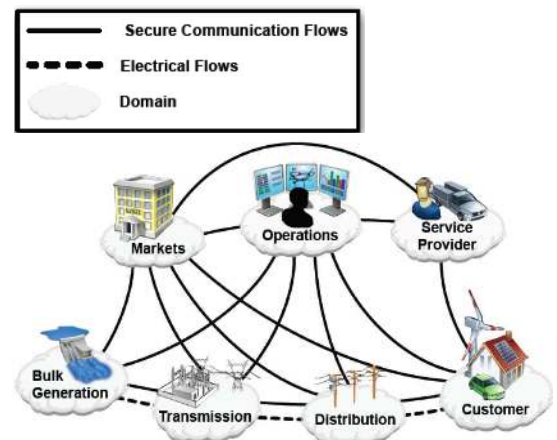 Secure Communication Flows
Electrical Flows
Domain
Markets
Operations
Service
Provider
Bulk
Generation
Transmission
Distribution
Customer